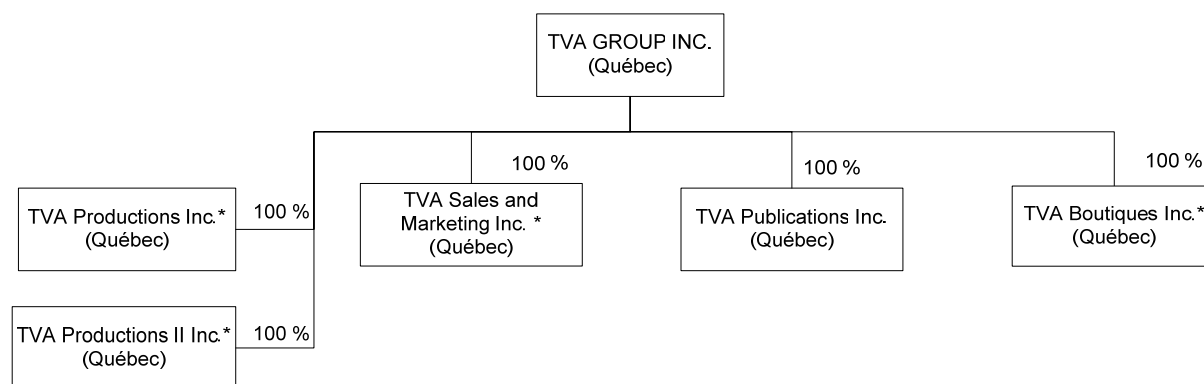 TVA GROUP INC.
(Québec)
100 %
100 %
100 %
TVA Productions Inc.*
(Québec)
100 %
TVA Sales and
Marketing Inc. *
(Québec)
TVA Publications Inc.
(Québec)
TVA Boutiques Inc.*
(Québec)
TVA Productions II Inc.*
(Québec)
100 %